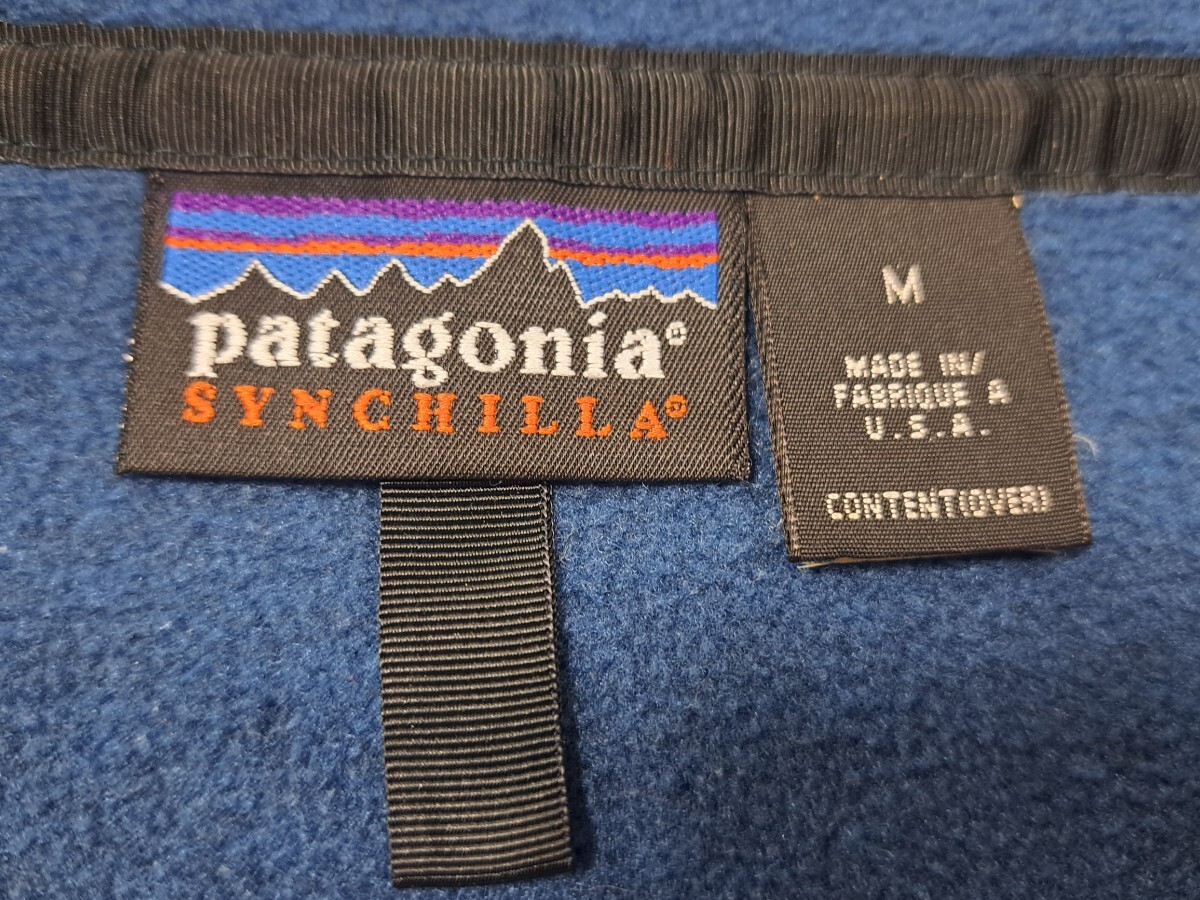 patagonia®
SYNCHILLA®
M
MADE IN/
FABRIQUE A
U.S.A.
CONTENT(OVER)